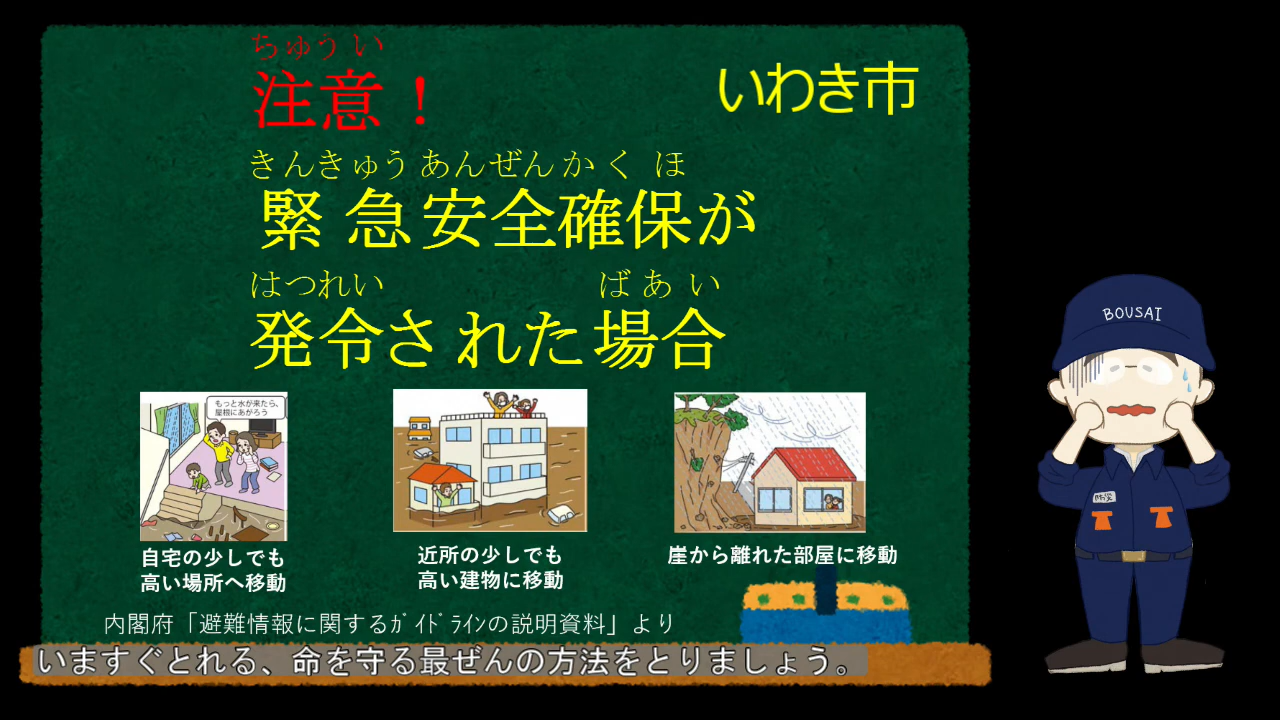 ちゅうい
注意！
いわき市
きんきゅうあんぜんかくほ
緊急安全確保が
はつれい ばあい
発令された場合
もっと水が来たら、
屋根にあがろう
自宅の少しでも
高い場所へ移動
近所の少しでも
高い建物に移動
崖から離れた部屋に移動
内閣府「避難情報に関するｶﾞｲﾄﾞﾗｲﾝの説明資料」より
いますぐとれる、命を守る最ぜんの方法をとりましょう。
BOUSAI
防災